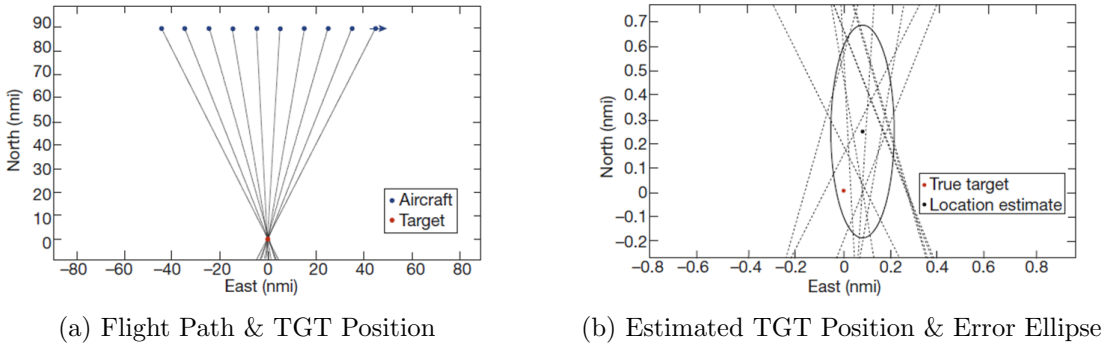 90
80
70
60
50
40
30
20
10
0
North (nmi)
Aircraft
Target
−80 −60 −40 −20 0 20 40 60 80
East (nmi)
(a) Flight Path & TGT Position
0.7
0.6
0.5
0.4
0.3
0.2
0.1
0
−0.1
−0.2
North (nmi)
True target
Location estimate
−0.8 −0.6 −0.4 −0.2 0 0.2 0.4 0.6 0.8
East (nmi)
(b) Estimated TGT Position & Error Ellipse